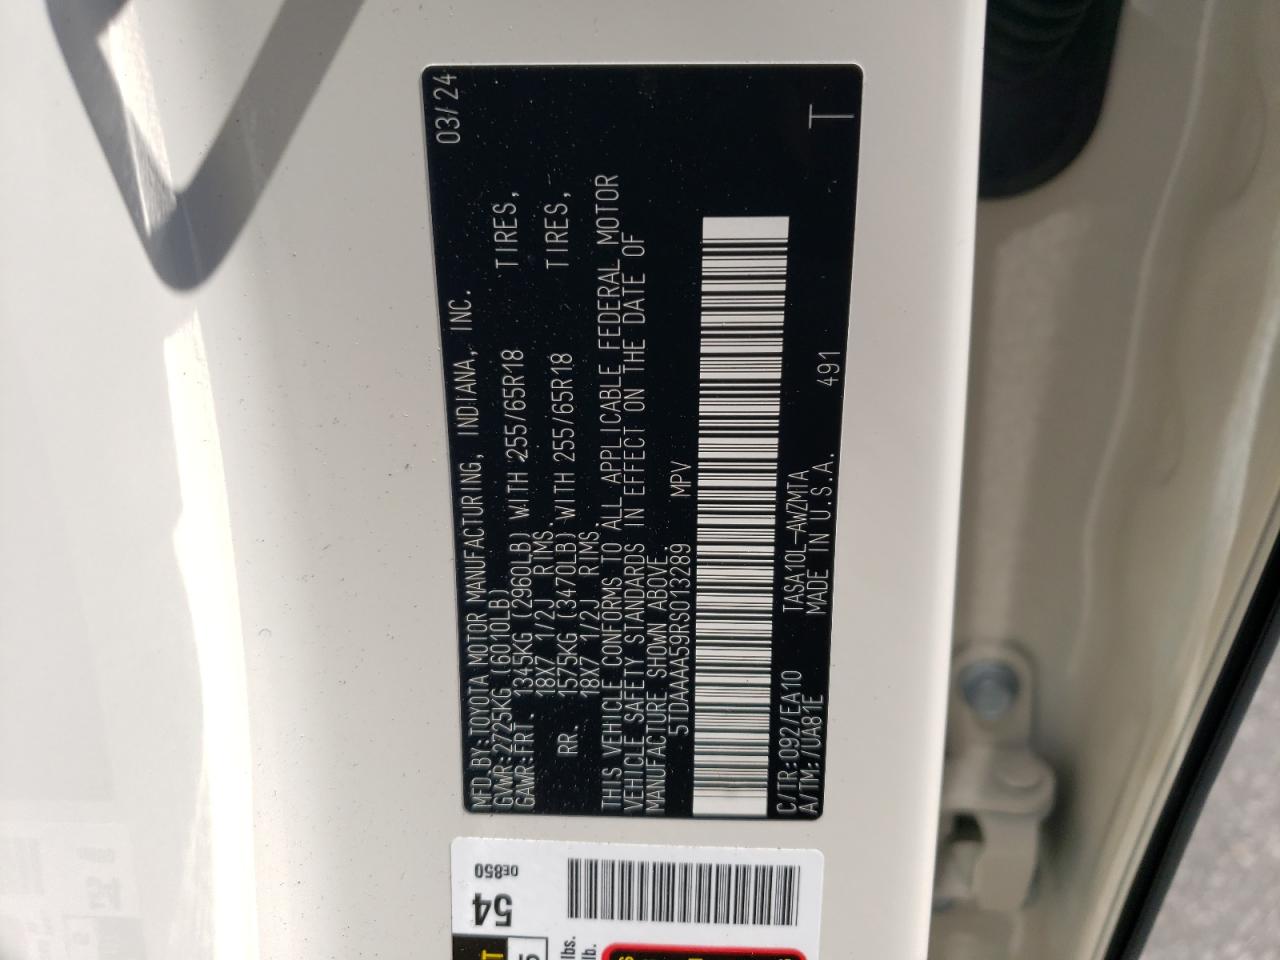 03/24
MFD.BY:TOYOTA MOTOR MANUFACTURING, INDIANA, INC.
GVWR:2725KG (6010LB)
GAWR:FRT. 1345KG (2960LB) WITH 255/65R18 TIRES,
18X7 1/2J RIMS.
RR. 1575KG (3470LB) WITH 255/65R18 TIRES,
18X7 1/2J RIMS.
THIS VEHICLE CONFORMS TO ALL APPLICABLE FEDERAL MOTOR
VEHICLE SAFETY STANDARDS IN EFFECT ON THE DATE OF
MANUFACTURE SHOWN ABOVE.
5TDAAAA59RS013289 MPV
C/TR:092/EA10 TASA10L-AWZMTA
A/TM:/UA81E MADE IN U.S.A. 491
T
54
0E850
lbs.
lb.